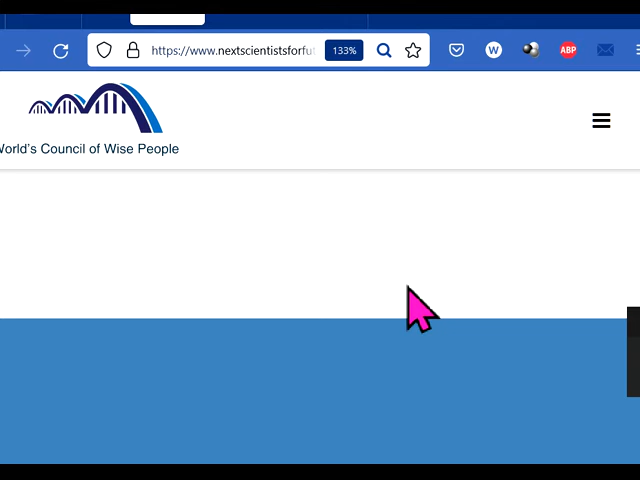 https://www.nextscientistsforfut
133%
W
ABP
World's Council of Wise People